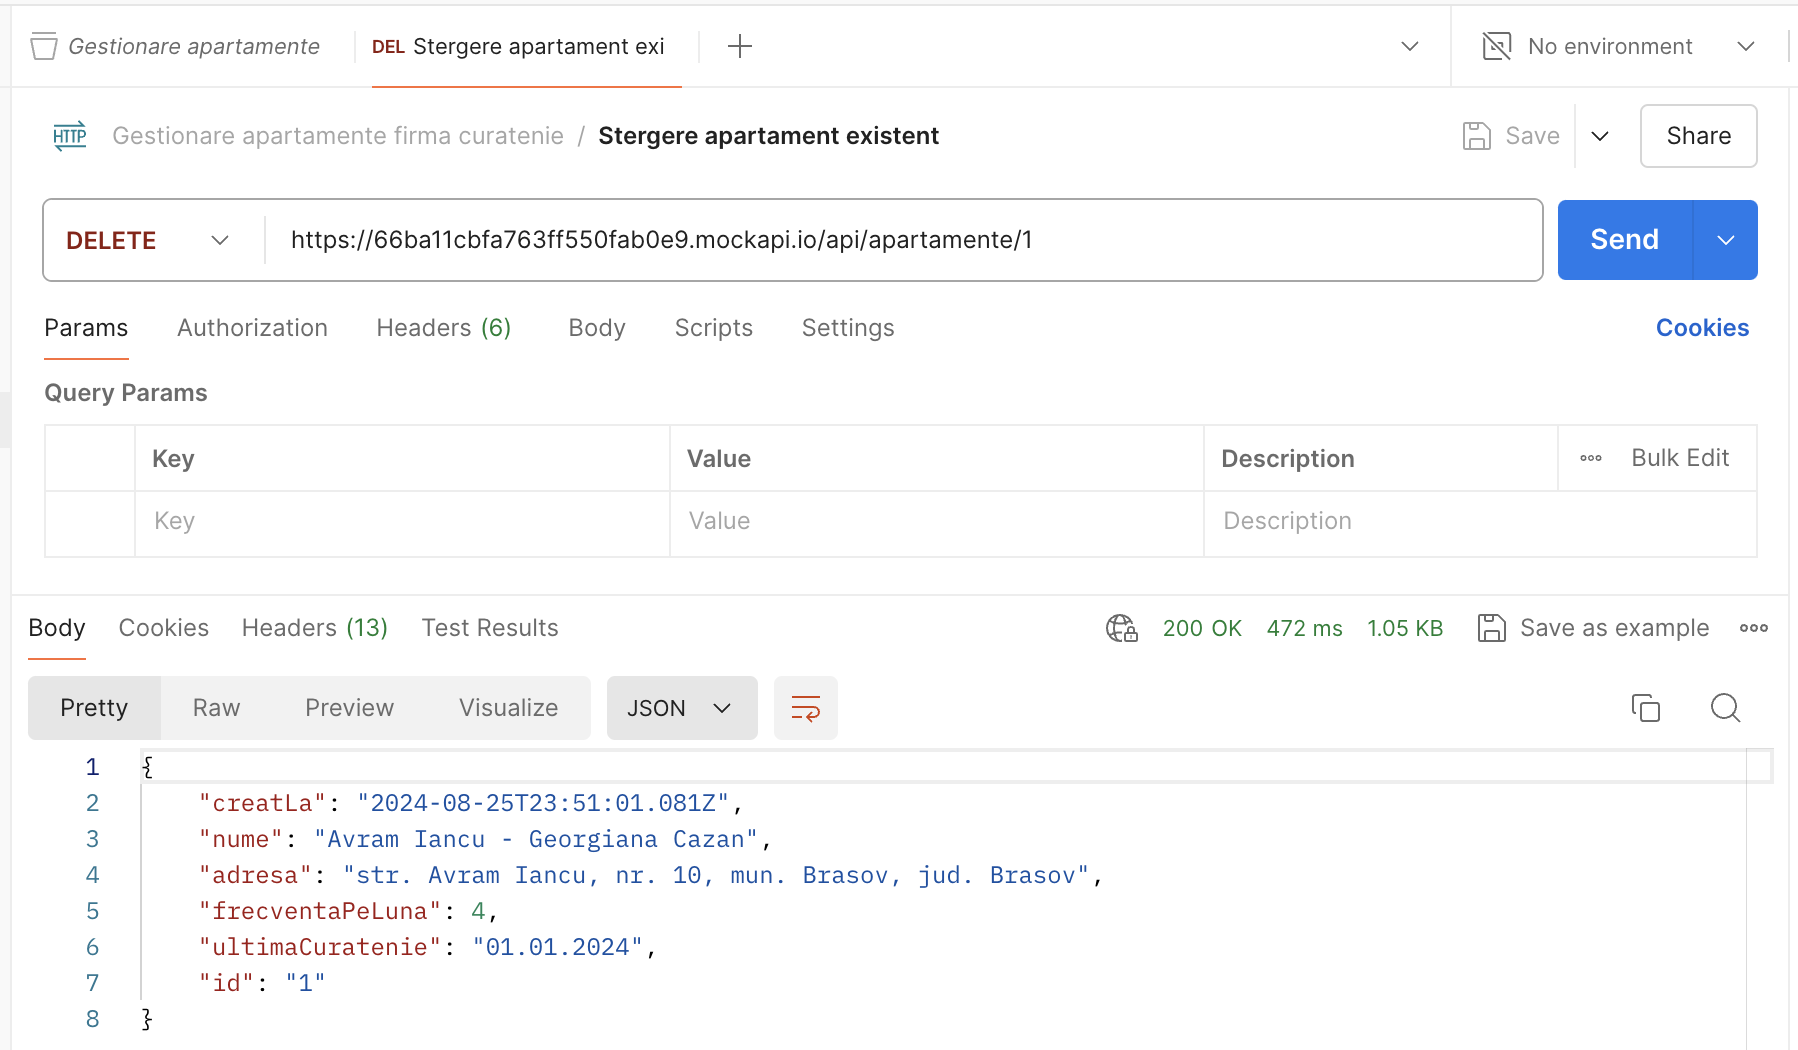 Gestionare apartamente
DEL Stergere apartament exi
No environment
HTTP Gestionare apartamente firma curatenie / Stergere apartament existent
Save
Share
DELETE
https://66ba11cbfa763ff550fab0e9.mockapi.io/api/apartamente/1
Send
Params Authorization Headers (6) Body Scripts Settings
Cookies
Query Params
Key Value Description Bulk Edit
Key Value Description
Body Cookies Headers (13) Test Results
200 OK 472 ms 1.05 KB Save as example
Pretty Raw Preview Visualize JSON
1 {
2 "creatLa": "2024-08-25T23:51:01.081Z",
3 "nume": "Avram Iancu - Georgiana Cazan",
4 "adresa": "str. Avram Iancu, nr. 10, mun. Brasov, jud. Brasov",
5 "frecventaPeLuna": 4,
6 "ultimaCuratenie": "01.01.2024",
7 "id": "1"
8 }